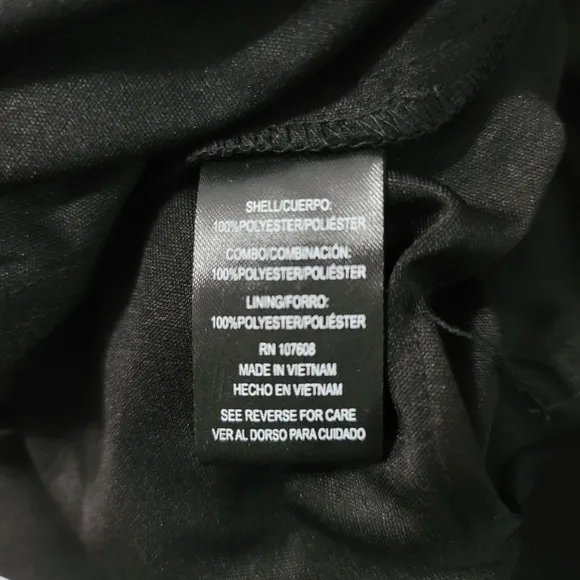 SHELL/CUERPO:
100%POLYESTER/POLIÉSTER
COMBO/COMBINACIÓN:
100%POLYESTER/POLIÉSTER
LINING/FORRO:
100%POLYESTER/POLIÉSTER
RN 107608
MADE IN VIETNAM
HECHO EN VIETNAM
SEE REVERSE FOR CARE
VER AL DORSO PARA CUIDADO